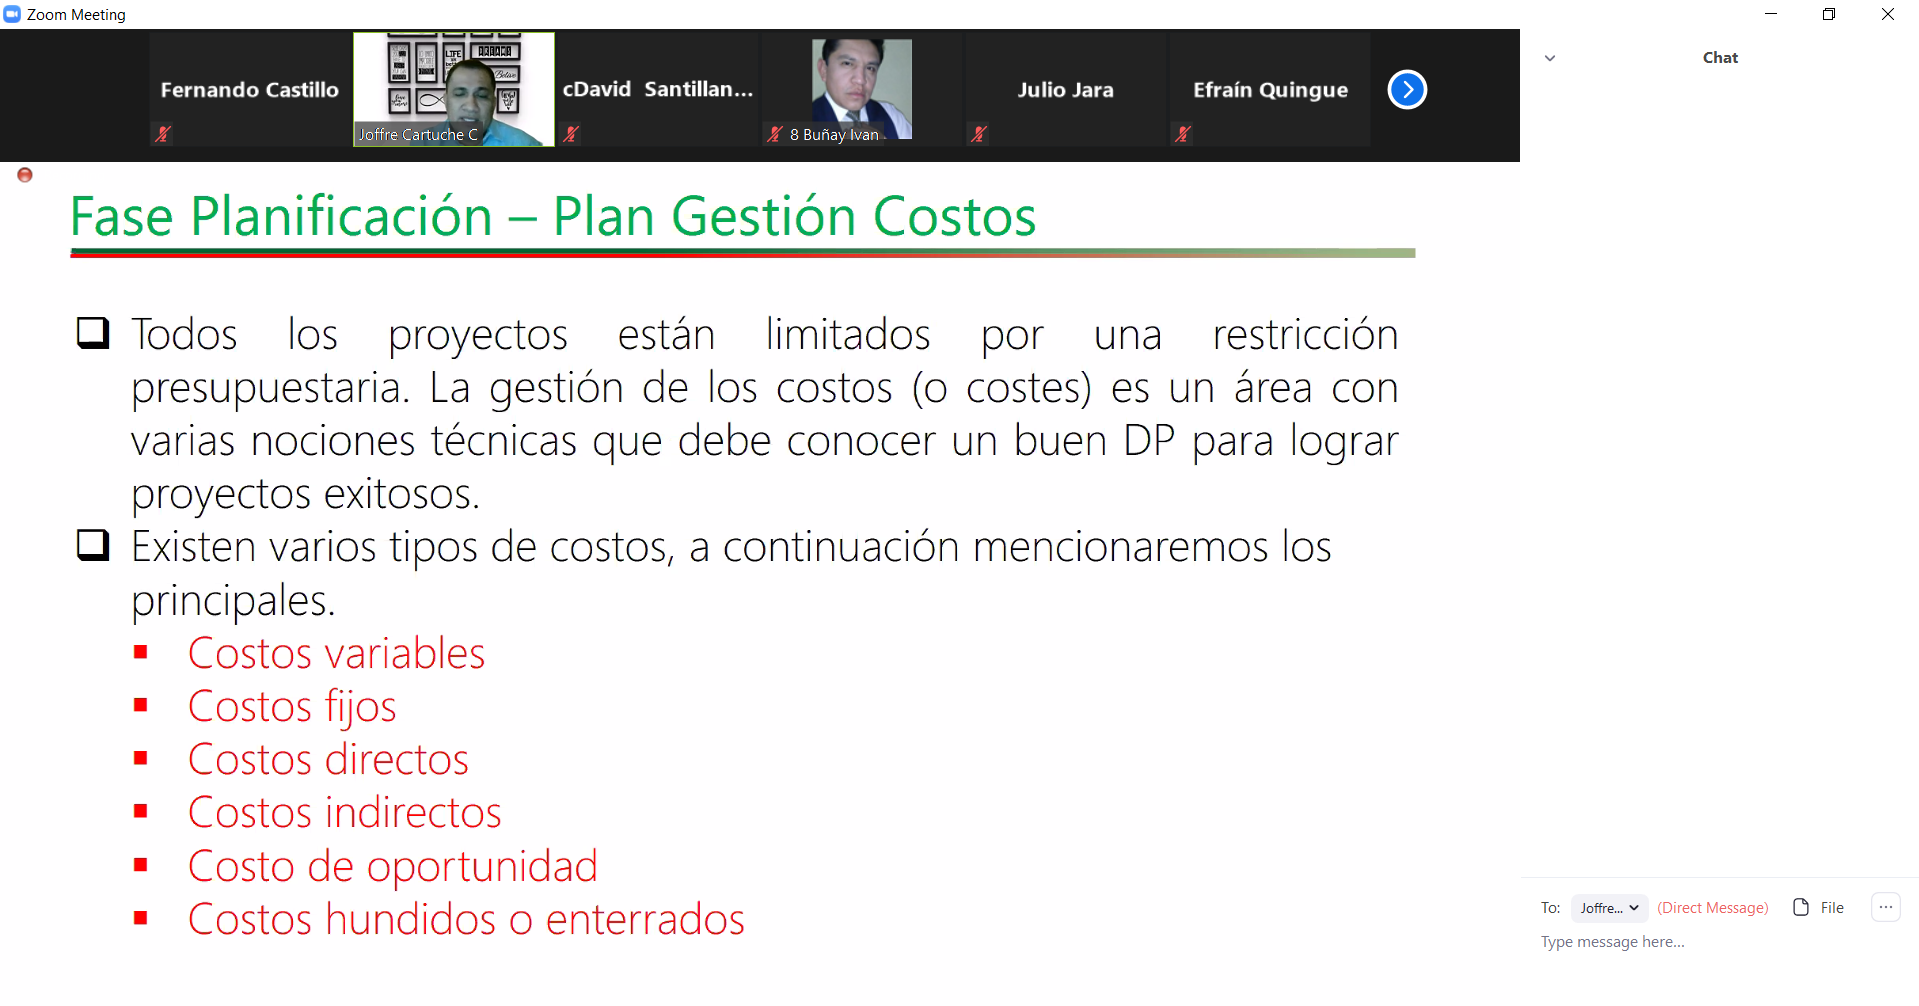 Zoom Meeting
Fernando Castillo
Joffre Cartuche C
cDavid Santillan...
8 Buñay Ivan
Julio Jara
Efraín Quingue
Chat
LIFE
DREAMS
Fase Planificación – Plan Gestión Costos
Todos los proyectos están limitados por una restricción
presupuestaria. La gestión de los costos (o costes) es un área con
varias nociones técnicas que debe conocer un buen DP para lograr
proyectos exitosos.
Existen varios tipos de costos, a continuación mencionaremos los
principales.
Costos variables
Costos fijos
Costos directos
Costos indirectos
Costo de oportunidad
Costos hundidos o enterrados
To: Joffre... (Direct Message) File
Type message here...